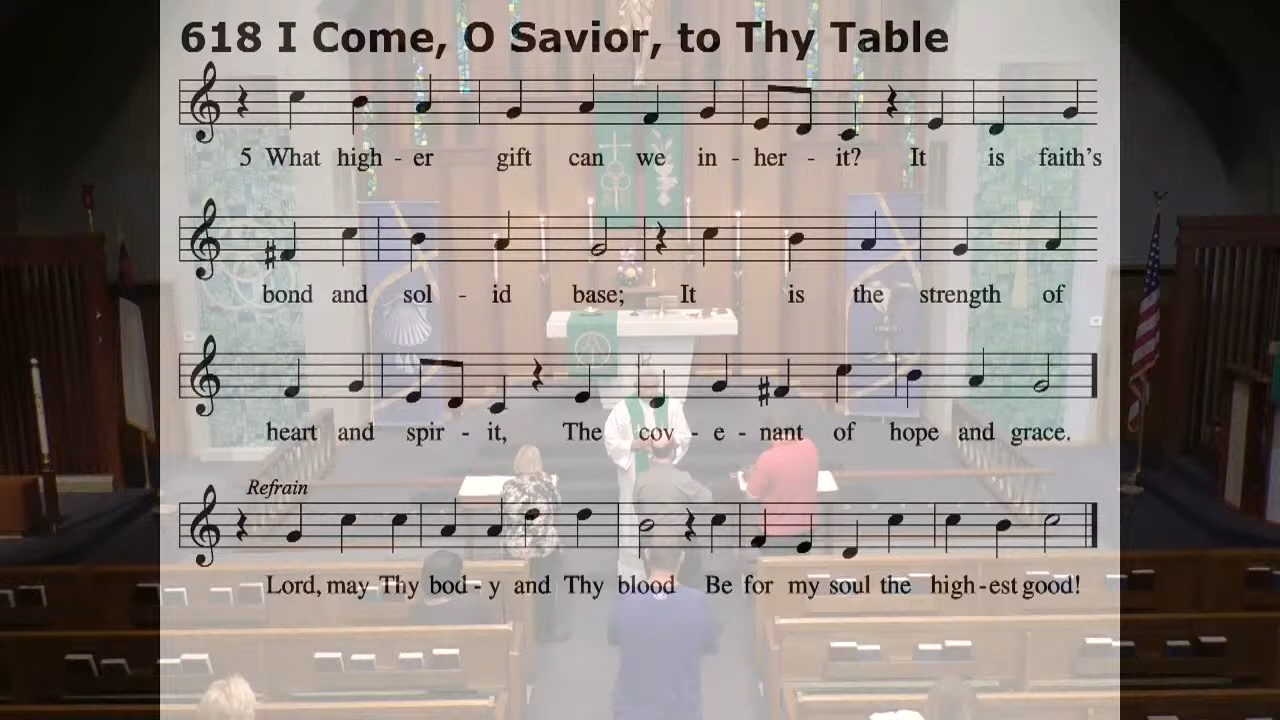 618 I Come, O Savior, to Thy Table
5 What high - er gift can we in - her - it? It is faith's
bond and sol - id base; It is the strength of
heart and spir - it, The cov - e - nant of hope and grace.
Refrain
Lord, may Thy bod - y and Thy blood Be for my soul the high - est good!